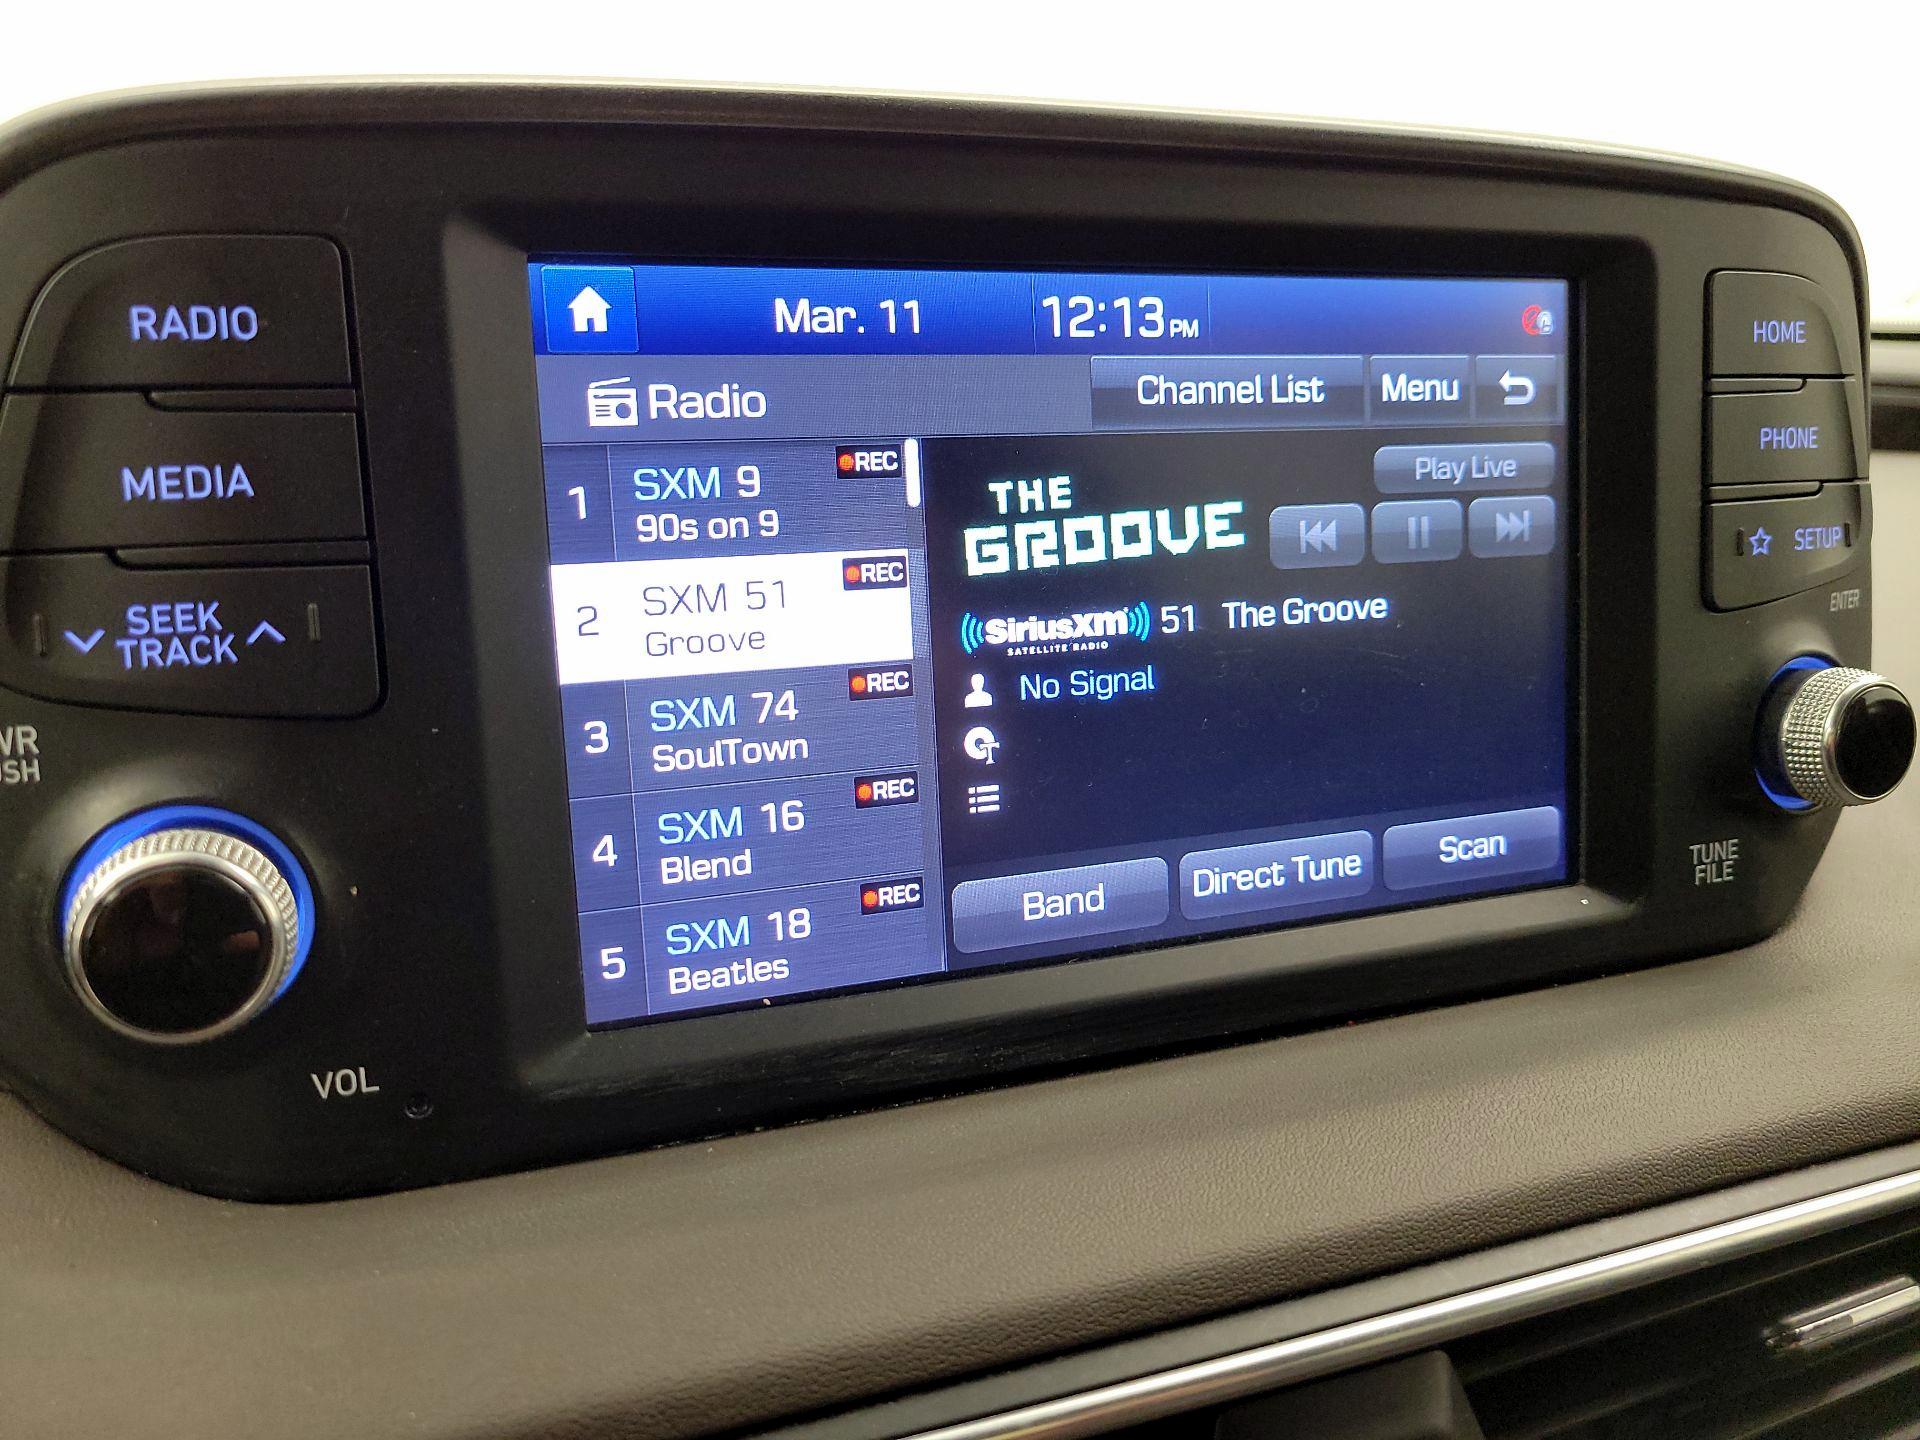 RADIO
MEDIA
SEEK
TRACK
VOL
Mar. 11
12:13 PM
Radio
Channel List
Menu
1
SXM 9
REC
90s on 9
2
SXM 51
REC
Groove
3
SXM 74
REC
SoulTown
4
SXM 16
REC
Blend
5
SXM 18
REC
Beatles
THE
GROOVE
Play Live
((SiriusXM)) 51 The Groove
SATELLITE RADIO
No Signal
Band
Direct Tune
Scan
HOME
PHONE
SETUP
ENTER
TUNE
FILE